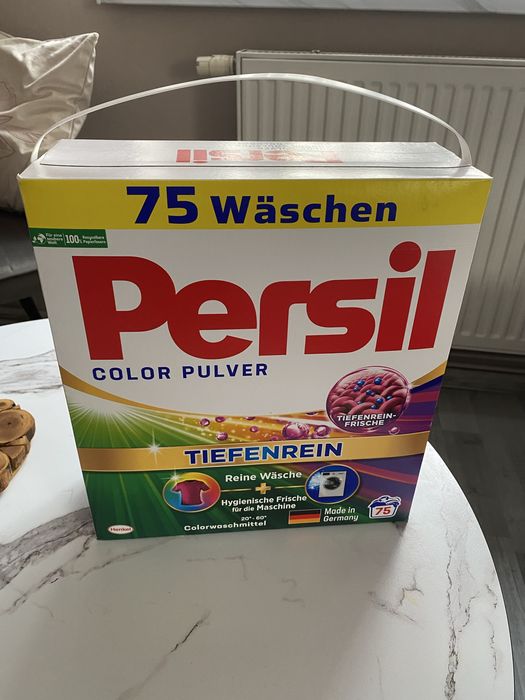 Persil
75 Wäschen
Für eine
saubere
Welt
100%
Recycelbare
Papierfasern
Persil
COLOR PULVER
TIEFENREIN-
FRISCHE
TIEFENREIN
Reine Wäsche
+
Hygienische Frische
für die Maschine
20°- 60°
Colorwaschmittel
Made in
Germany
75
Henkel